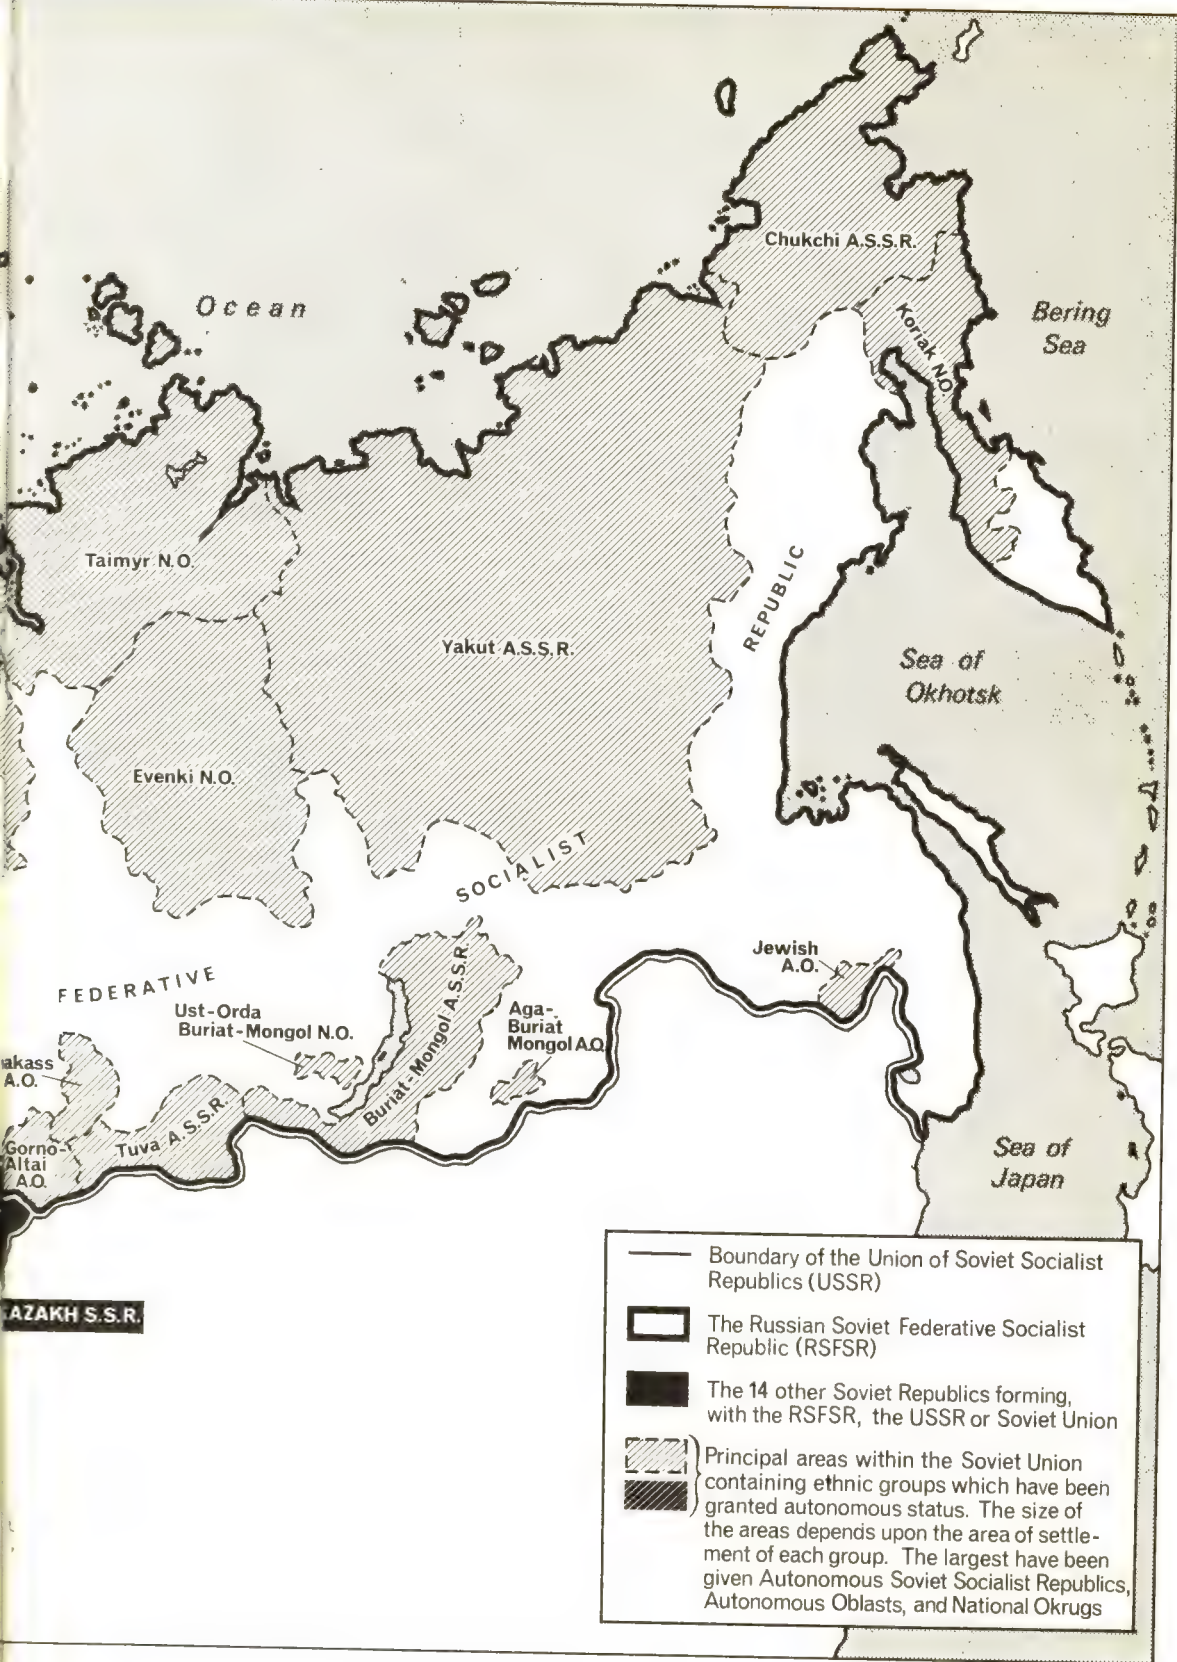 Ocean
Chukchi A.S.S.R.
Bering
Sea
Koriak N.O.
Taimyr N.O.
REPUBLIC
Yakut A.S.S.R.
Sea of
Okhotsk
Evenki N.O.
SOCIALIST
FEDERATIVE
Jewish
A.O.
Ust-Orda
Buriat-Mongol N.O.
Buriat-Mongol A.S.S.R.
Aga-
Buriat
Mongol A.O.
akass
A.O.
Tuva A.S.S.R.
Gorno-
Altai
A.O.
Sea of
Japan
AZAKH S.S.R.
Boundary of the Union of Soviet Socialist
Republics (USSR)
The Russian Soviet Federative Socialist
Republic (RSFSR)
The 14 other Soviet Republics forming,
with the RSFSR, the USSR or Soviet Union
Principal areas within the Soviet Union
containing ethnic groups which have been
granted autonomous status. The size of
the areas depends upon the area of settle-
ment of each group. The largest have been
given Autonomous Soviet Socialist Republics,
Autonomous Oblasts, and National Okrugs